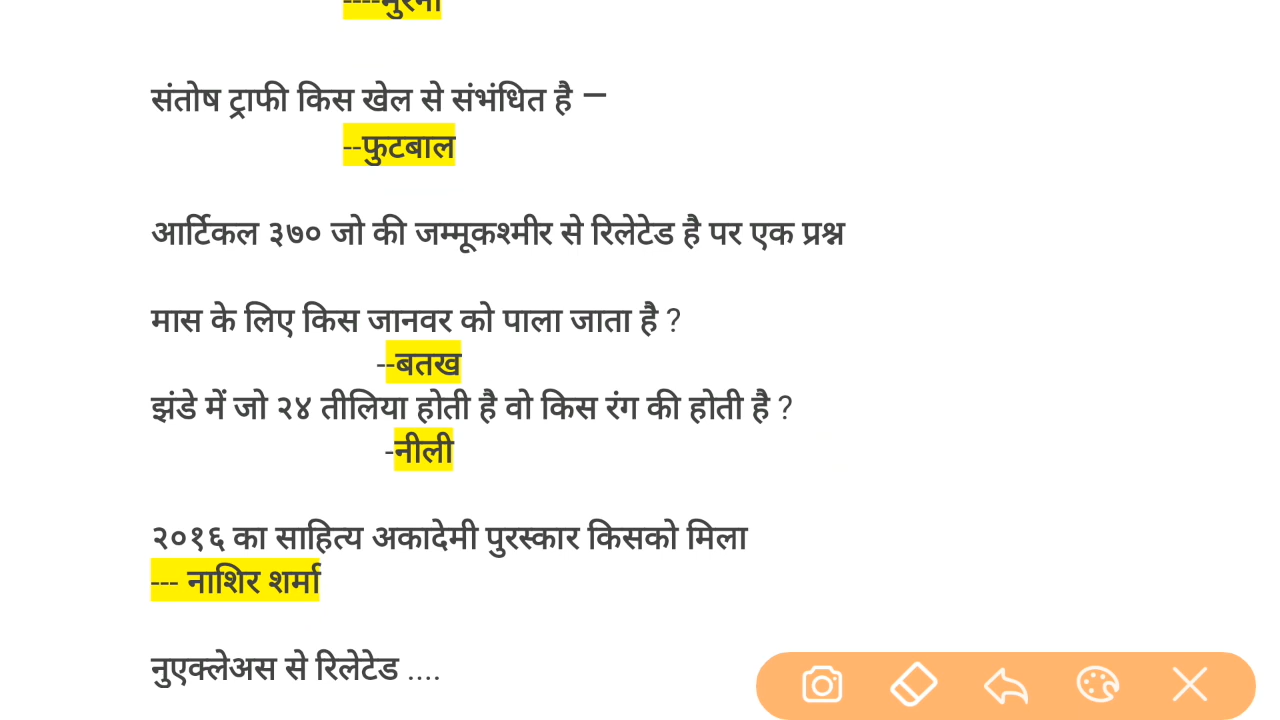 ----मुरना
संतोष ट्राफी किस खेल से संभंधित है —
--फुटबाल
आर्टिकल ३७० जो की जम्मूकश्मीर से रिलेटेड है पर एक प्रश्न
मास के लिए किस जानवर को पाला जाता है ?
--बतख
झंडे में जो २४ तीलिया होती है वो किस रंग की होती है ?
-नीली
२०१६ का साहित्य अकादेमी पुरस्कार किसको मिला
--- नाशिर शर्मा
नुएक्लेअस से रिलेटेड ....